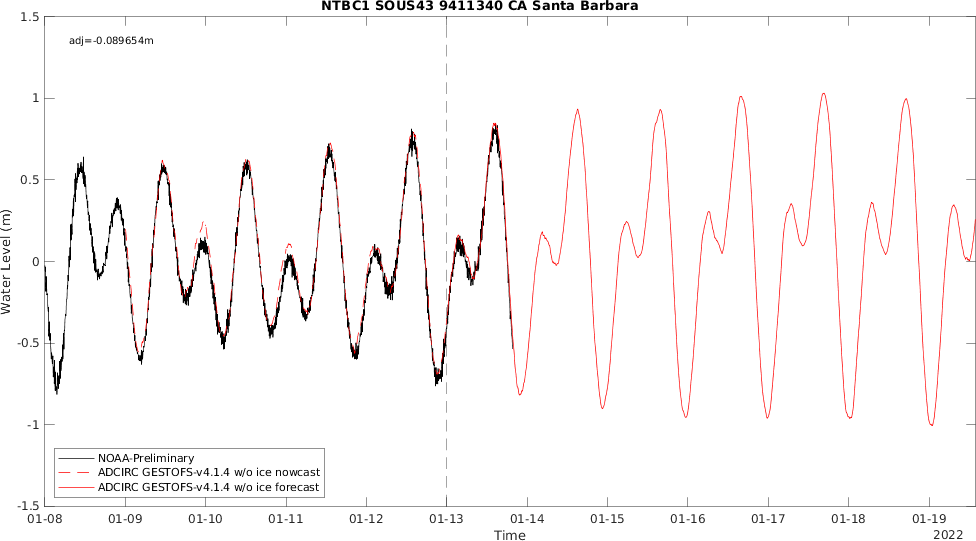 NTBC1 SOUS43 9411340 CA Santa Barbara
adj=-0.089654m
1.5
1
0.5
0
-0.5
-1
-1.5
Water Level (m)
NOAA-Preliminary
ADCIRC GESTOFS-v4.1.4 w/o ice nowcast
ADCIRC GESTOFS-v4.1.4 w/o ice forecast
01-08 01-09 01-10 01-11 01-12 01-13 01-14 01-15 01-16 01-17 01-18 01-19
Time
2022